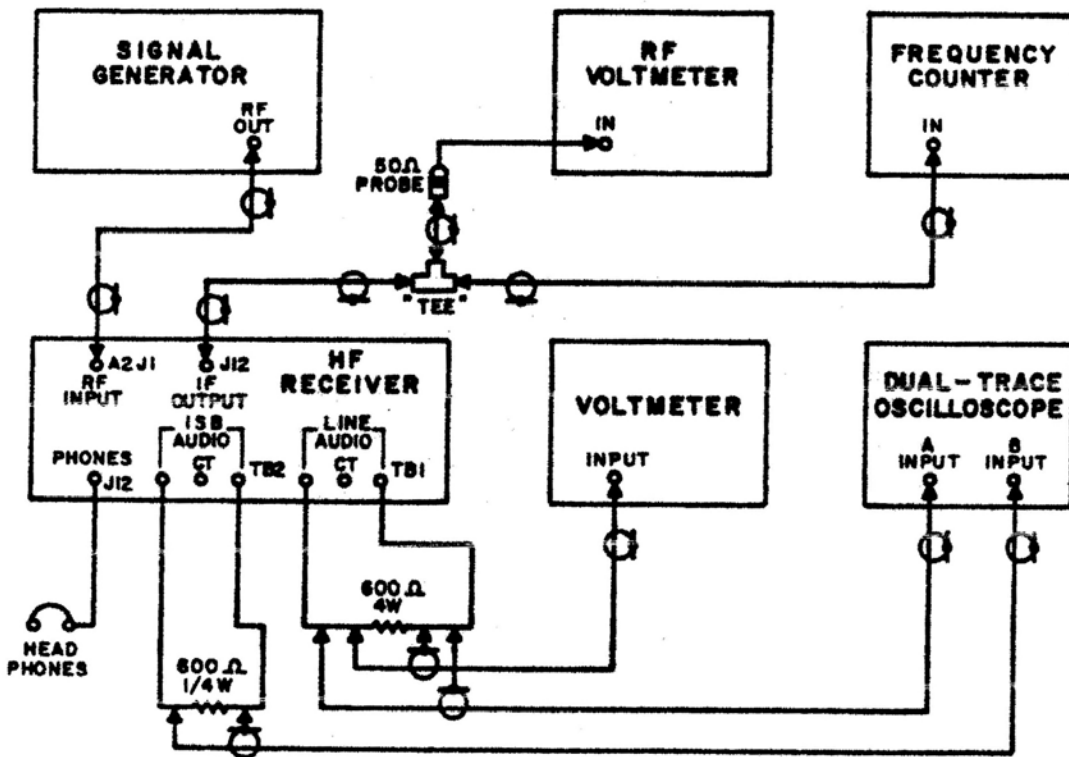 SIGNAL
GENERATOR
RF
OUT
RF
VOLTMETER
IN
FREQUENCY
COUNTER
IN
50Ω
PROBE
"TEE"
HF
RECEIVER
A2J1
RF
INPUT
J12
IF
OUTPUT
ISB
AUDIO
CT
TB2
LINE
AUDIO
CT
TB1
PHONES
J12
VOLTMETER
INPUT
DUAL-TRACE
OSCILLOSCOPE
A
INPUT
B
INPUT
HEAD
PHONES
600Ω
1/4W
600Ω
4W